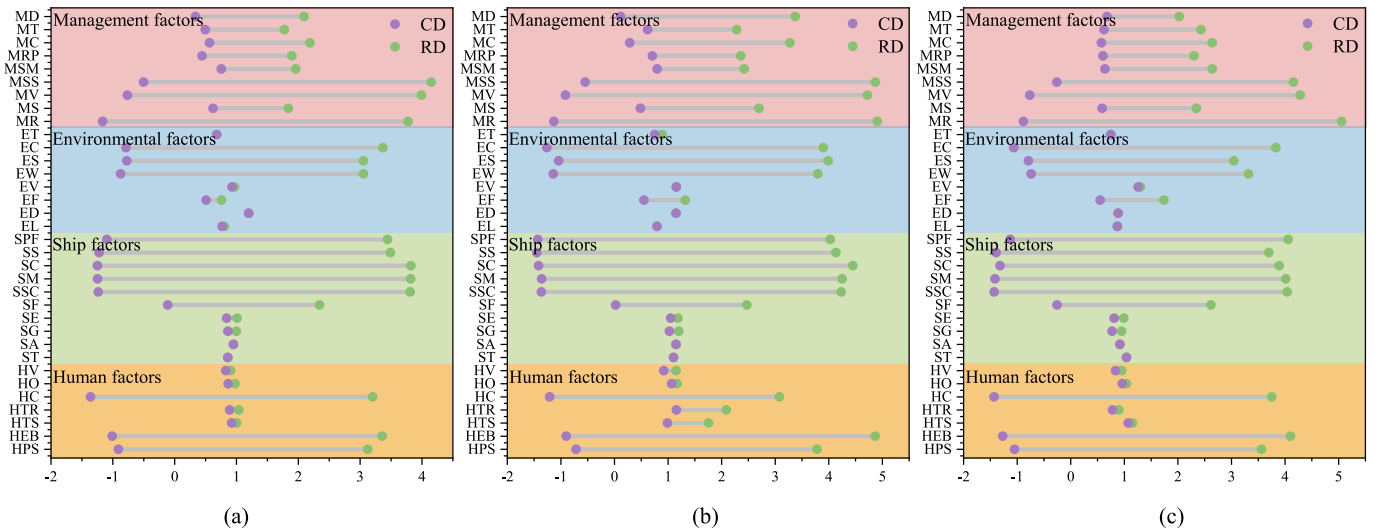 MD
MT
MC
MRP
MSM
MSS
MV
MS
MR
ET
EC
ES
EW
EV
EF
ED
EL
SPF
SS
SC
SM
SSC
SF
SE
SG
SA
ST
HV
HO
HC
HTR
HTS
HEB
HPS
Management factors
CD
RD
Environmental factors
Ship factors
Human factors
-2 -1 0 1 2 3 4 5
(a)
MD
MT
MC
MRP
MSM
MSS
MV
MS
MR
ET
EC
ES
EW
EV
EF
ED
EL
SPF
SS
SC
SM
SSC
SF
SE
SG
SA
ST
HV
HO
HC
HTR
HTS
HEB
HPS
Management factors
CD
RD
Environmental factors
Ship factors
Human factors
-2 -1 0 1 2 3 4 5
(b)
MD
MT
MC
MRP
MSM
MSS
MV
MS
MR
ET
EC
ES
EW
EV
EF
ED
EL
SPF
SS
SC
SM
SSC
SF
SE
SG
SA
ST
HV
HO
HC
HTR
HTS
HEB
HPS
Management factors
CD
RD
Environmental factors
Ship factors
Human factors
-2 -1 0 1 2 3 4 5
(c)